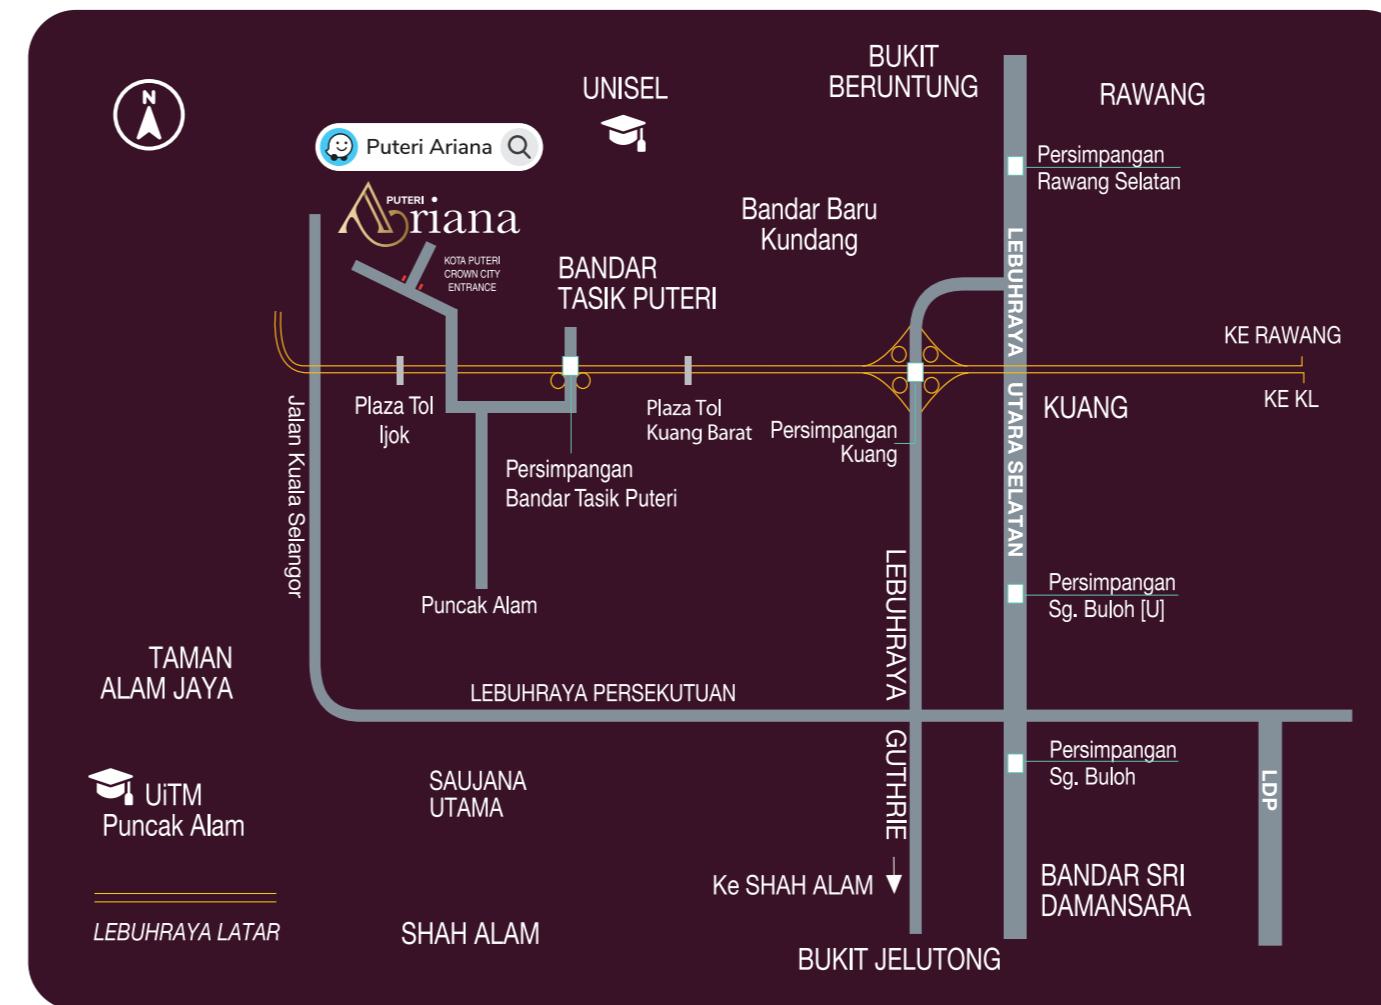 N
UNISEL
BUKIT
BERUNTUNG
RAWANG
Puteri Ariana
PUTERI
Ariana
KOTA PUTERI
CROWN CITY
ENTRANCE
Persimpangan
Rawang Selatan
Bandar Baru
Kundang
BANDAR
TASIK PUTERI
LEBUHRAYA UTARA SELATAN
KE RAWANG
KE KL
Jalan Kuala Selangor
Plaza Tol
Ijok
Plaza Tol
Kuang Barat
Persimpangan
Kuang
KUANG
Persimpangan
Bandar Tasik Puteri
Puncak Alam
LEBUHRAYA GUTHRIE
Persimpangan
Sg. Buloh [U]
TAMAN
ALAM JAYA
LEBUHRAYA PERSEKUTUAN
Persimpangan
Sg. Buloh
LDP
UiTM
Puncak Alam
SAUJANA
UTAMA
Ke SHAH ALAM
BANDAR SRI
DAMANSARA
LEBUHRAYA LATAR
SHAH ALAM
BUKIT JELUTONG